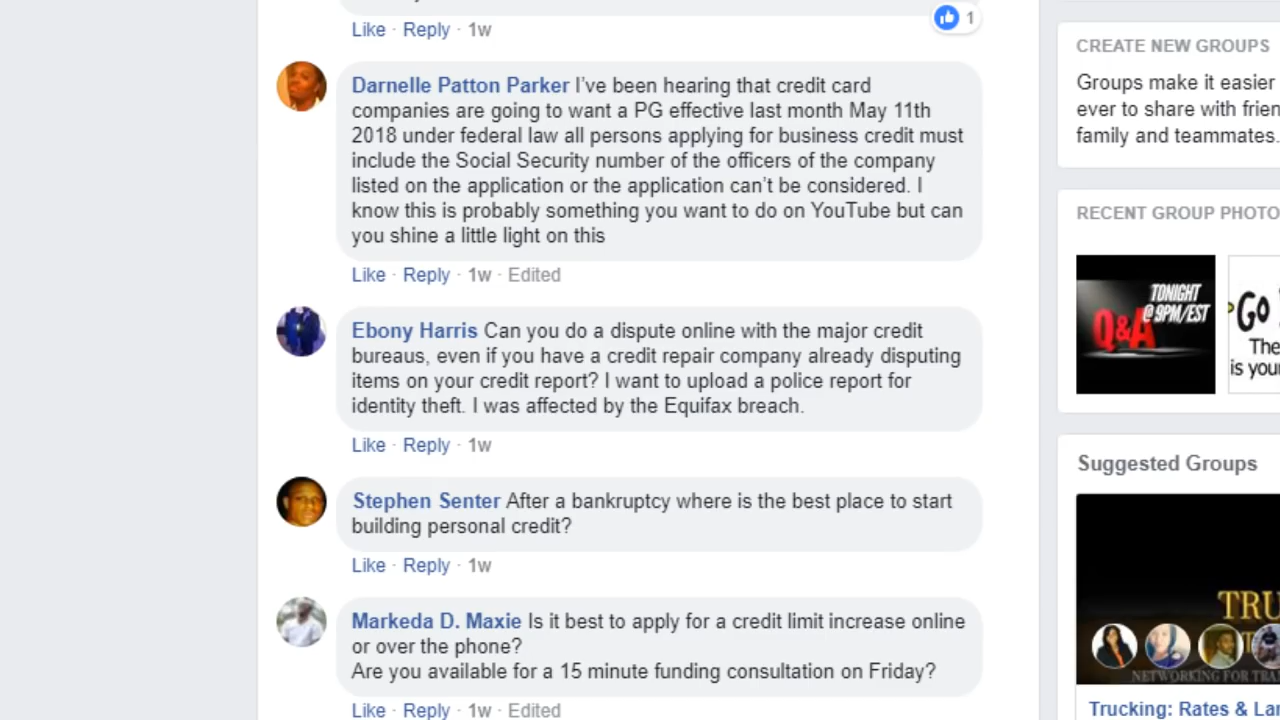 Like · Reply · 1w
1
Darnelle Patton Parker I've been hearing that credit card
companies are going to want a PG effective last month May 11th
2018 under federal law all persons applying for business credit must
include the Social Security number of the officers of the company
listed on the application or the application can't be considered. I
know this is probably something you want to do on YouTube but can
you shine a little light on this
Like · Reply · 1w · Edited
Ebony Harris Can you do a dispute online with the major credit
bureaus, even if you have a credit repair company already disputing
items on your credit report? I want to upload a police report for
identity theft. I was affected by the Equifax breach.
Like · Reply · 1w
Stephen Senter After a bankruptcy where is the best place to start
building personal credit?
Like · Reply · 1w
Markeda D. Maxie Is it best to apply for a credit limit increase online
or over the phone?
Are you available for a 15 minute funding consultation on Friday?
Like · Reply · 1w · Edited
CREATE NEW GROUPS
Groups make it easier
ever to share with frien
family and teammates.
RECENT GROUP PHOTO
TONIGHT
@ 9PM/EST
Q&A
Go
The
is you
Suggested Groups
TRU
NETWORKING FOR TRA
Trucking: Rates & La